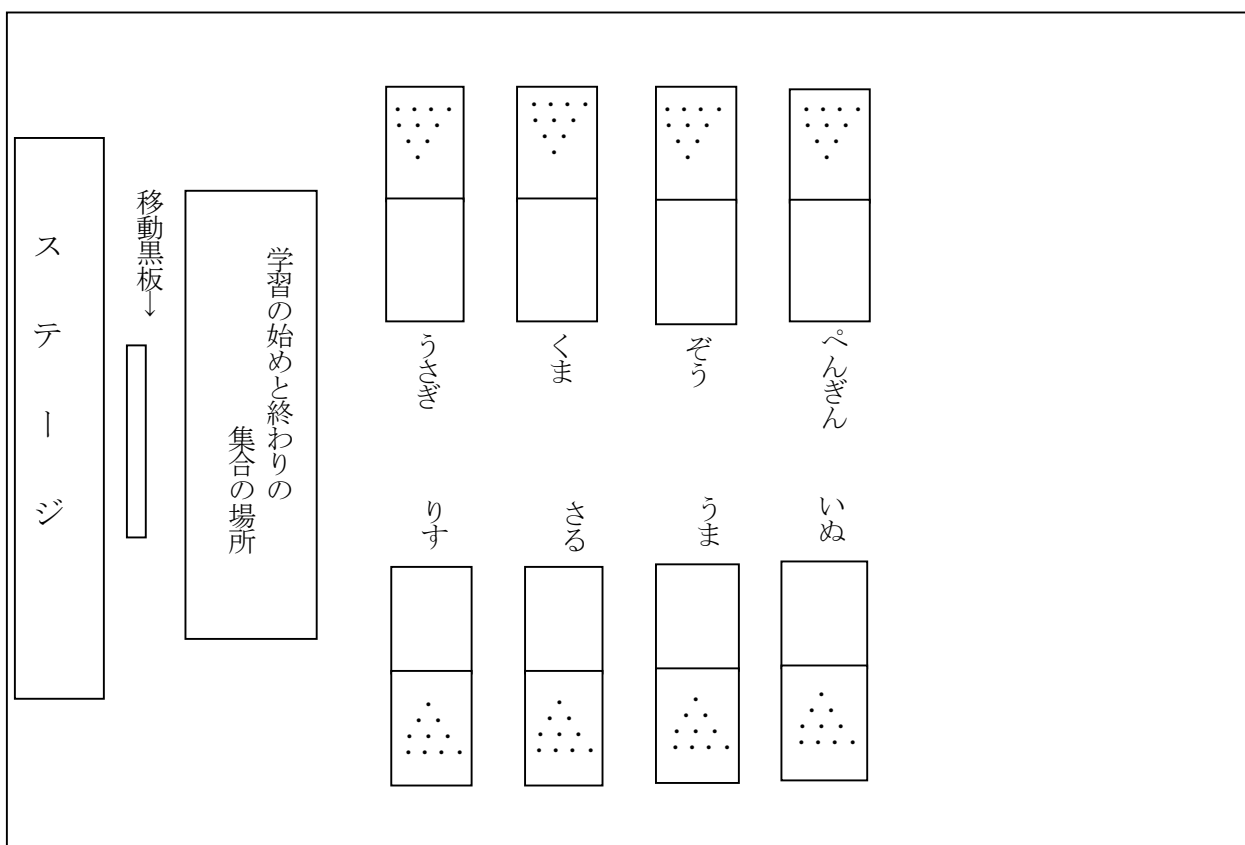 ステージ
移動黒板→
学習の始めと終わりの
集合の場所
うさぎ
くま
ぞう
ぺんぎん
りす
さる
うま
いぬ